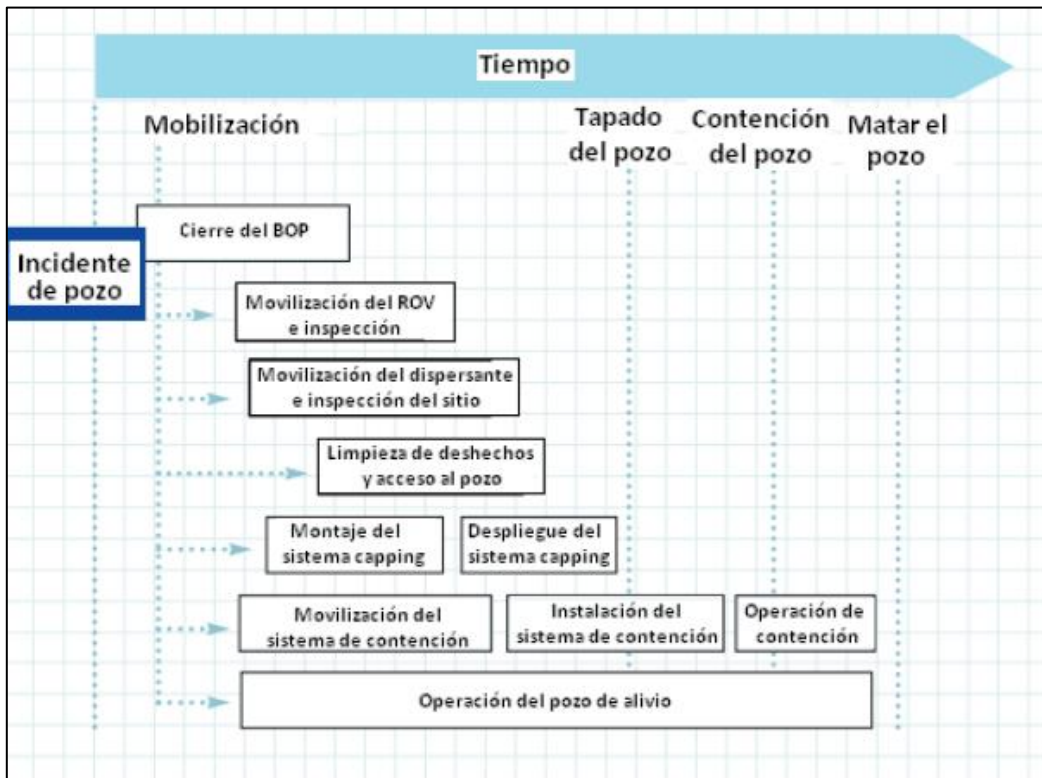 Tiempo
Mobilización
Tapado
del pozo
Contención
del pozo
Matar el
pozo
Cierre del BOP
Incidente
de pozo
Movilización del ROV
e inspección
Movilización del dispersante
e inspección del sitio
Limpieza de deshechos
y acceso al pozo
Montaje del
sistema capping
Despliegue del
sistema capping
Movilización del
sistema de contención
Instalación del
sistema de contención
Operación de
contención
Operación del pozo de alivio